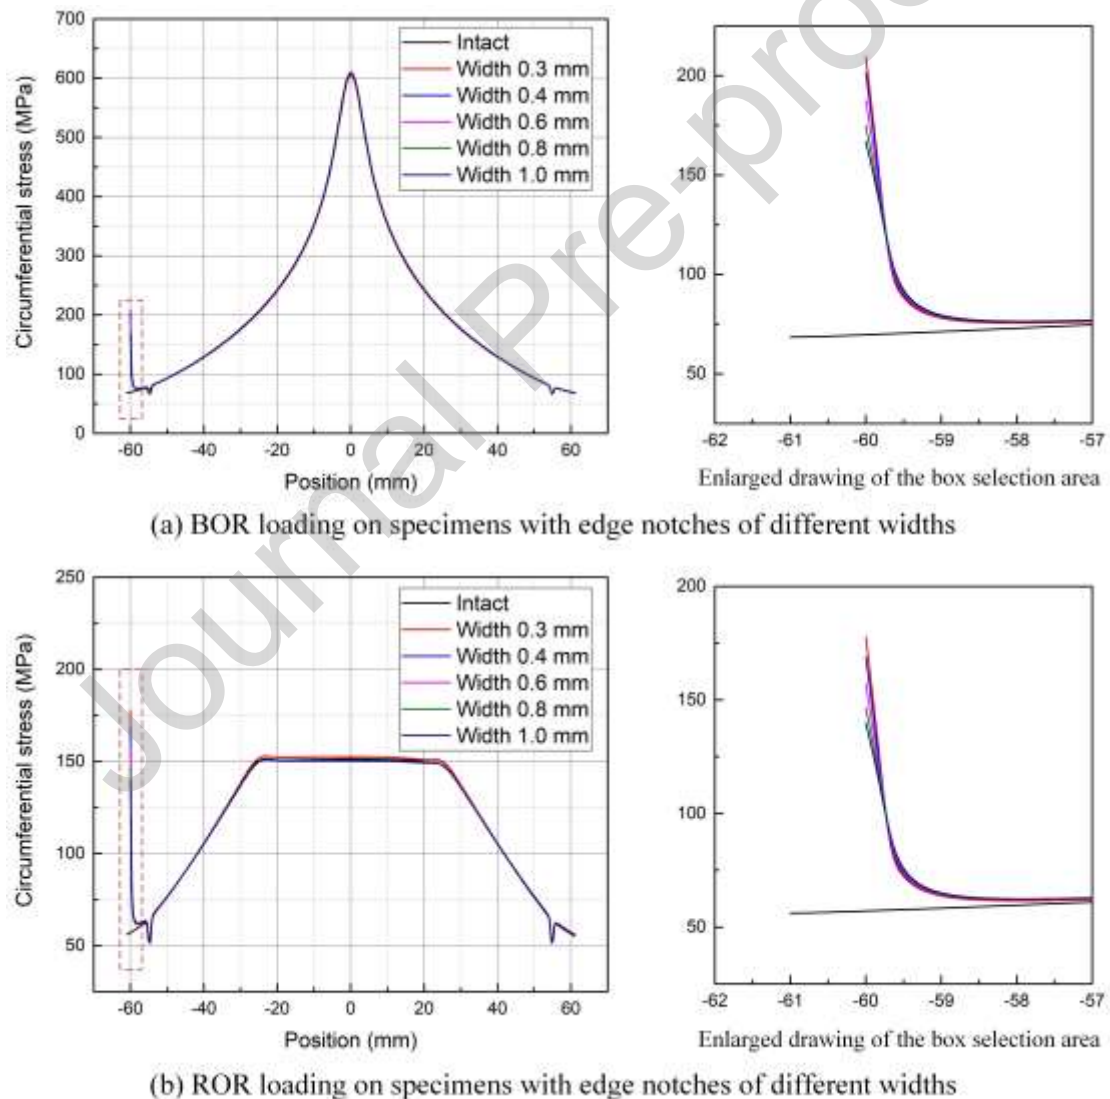 700
600
500
400
300
200
100
0
Circumferential stress (MPa)
Intact
Width 0.3 mm
Width 0.4 mm
Width 0.6 mm
Width 0.8 mm
Width 1.0 mm
-60 -40 -20 0 20 40 60
Position (mm)
200
150
100
50
-62 -61 -60 -59 -58 -57
Enlarged drawing of the box selection area
(a) BOR loading on specimens with edge notches of different widths
250
200
150
100
50
Circumferential stress (MPa)
Intact
Width 0.3 mm
Width 0.4 mm
Width 0.6 mm
Width 0.8 mm
Width 1.0 mm
-60 -40 -20 0 20 40 60
Position (mm)
200
150
100
50
-62 -61 -60 -59 -58 -57
Enlarged drawing of the box selection area
(b) ROR loading on specimens with edge notches of different widths
Journal Pre-proo